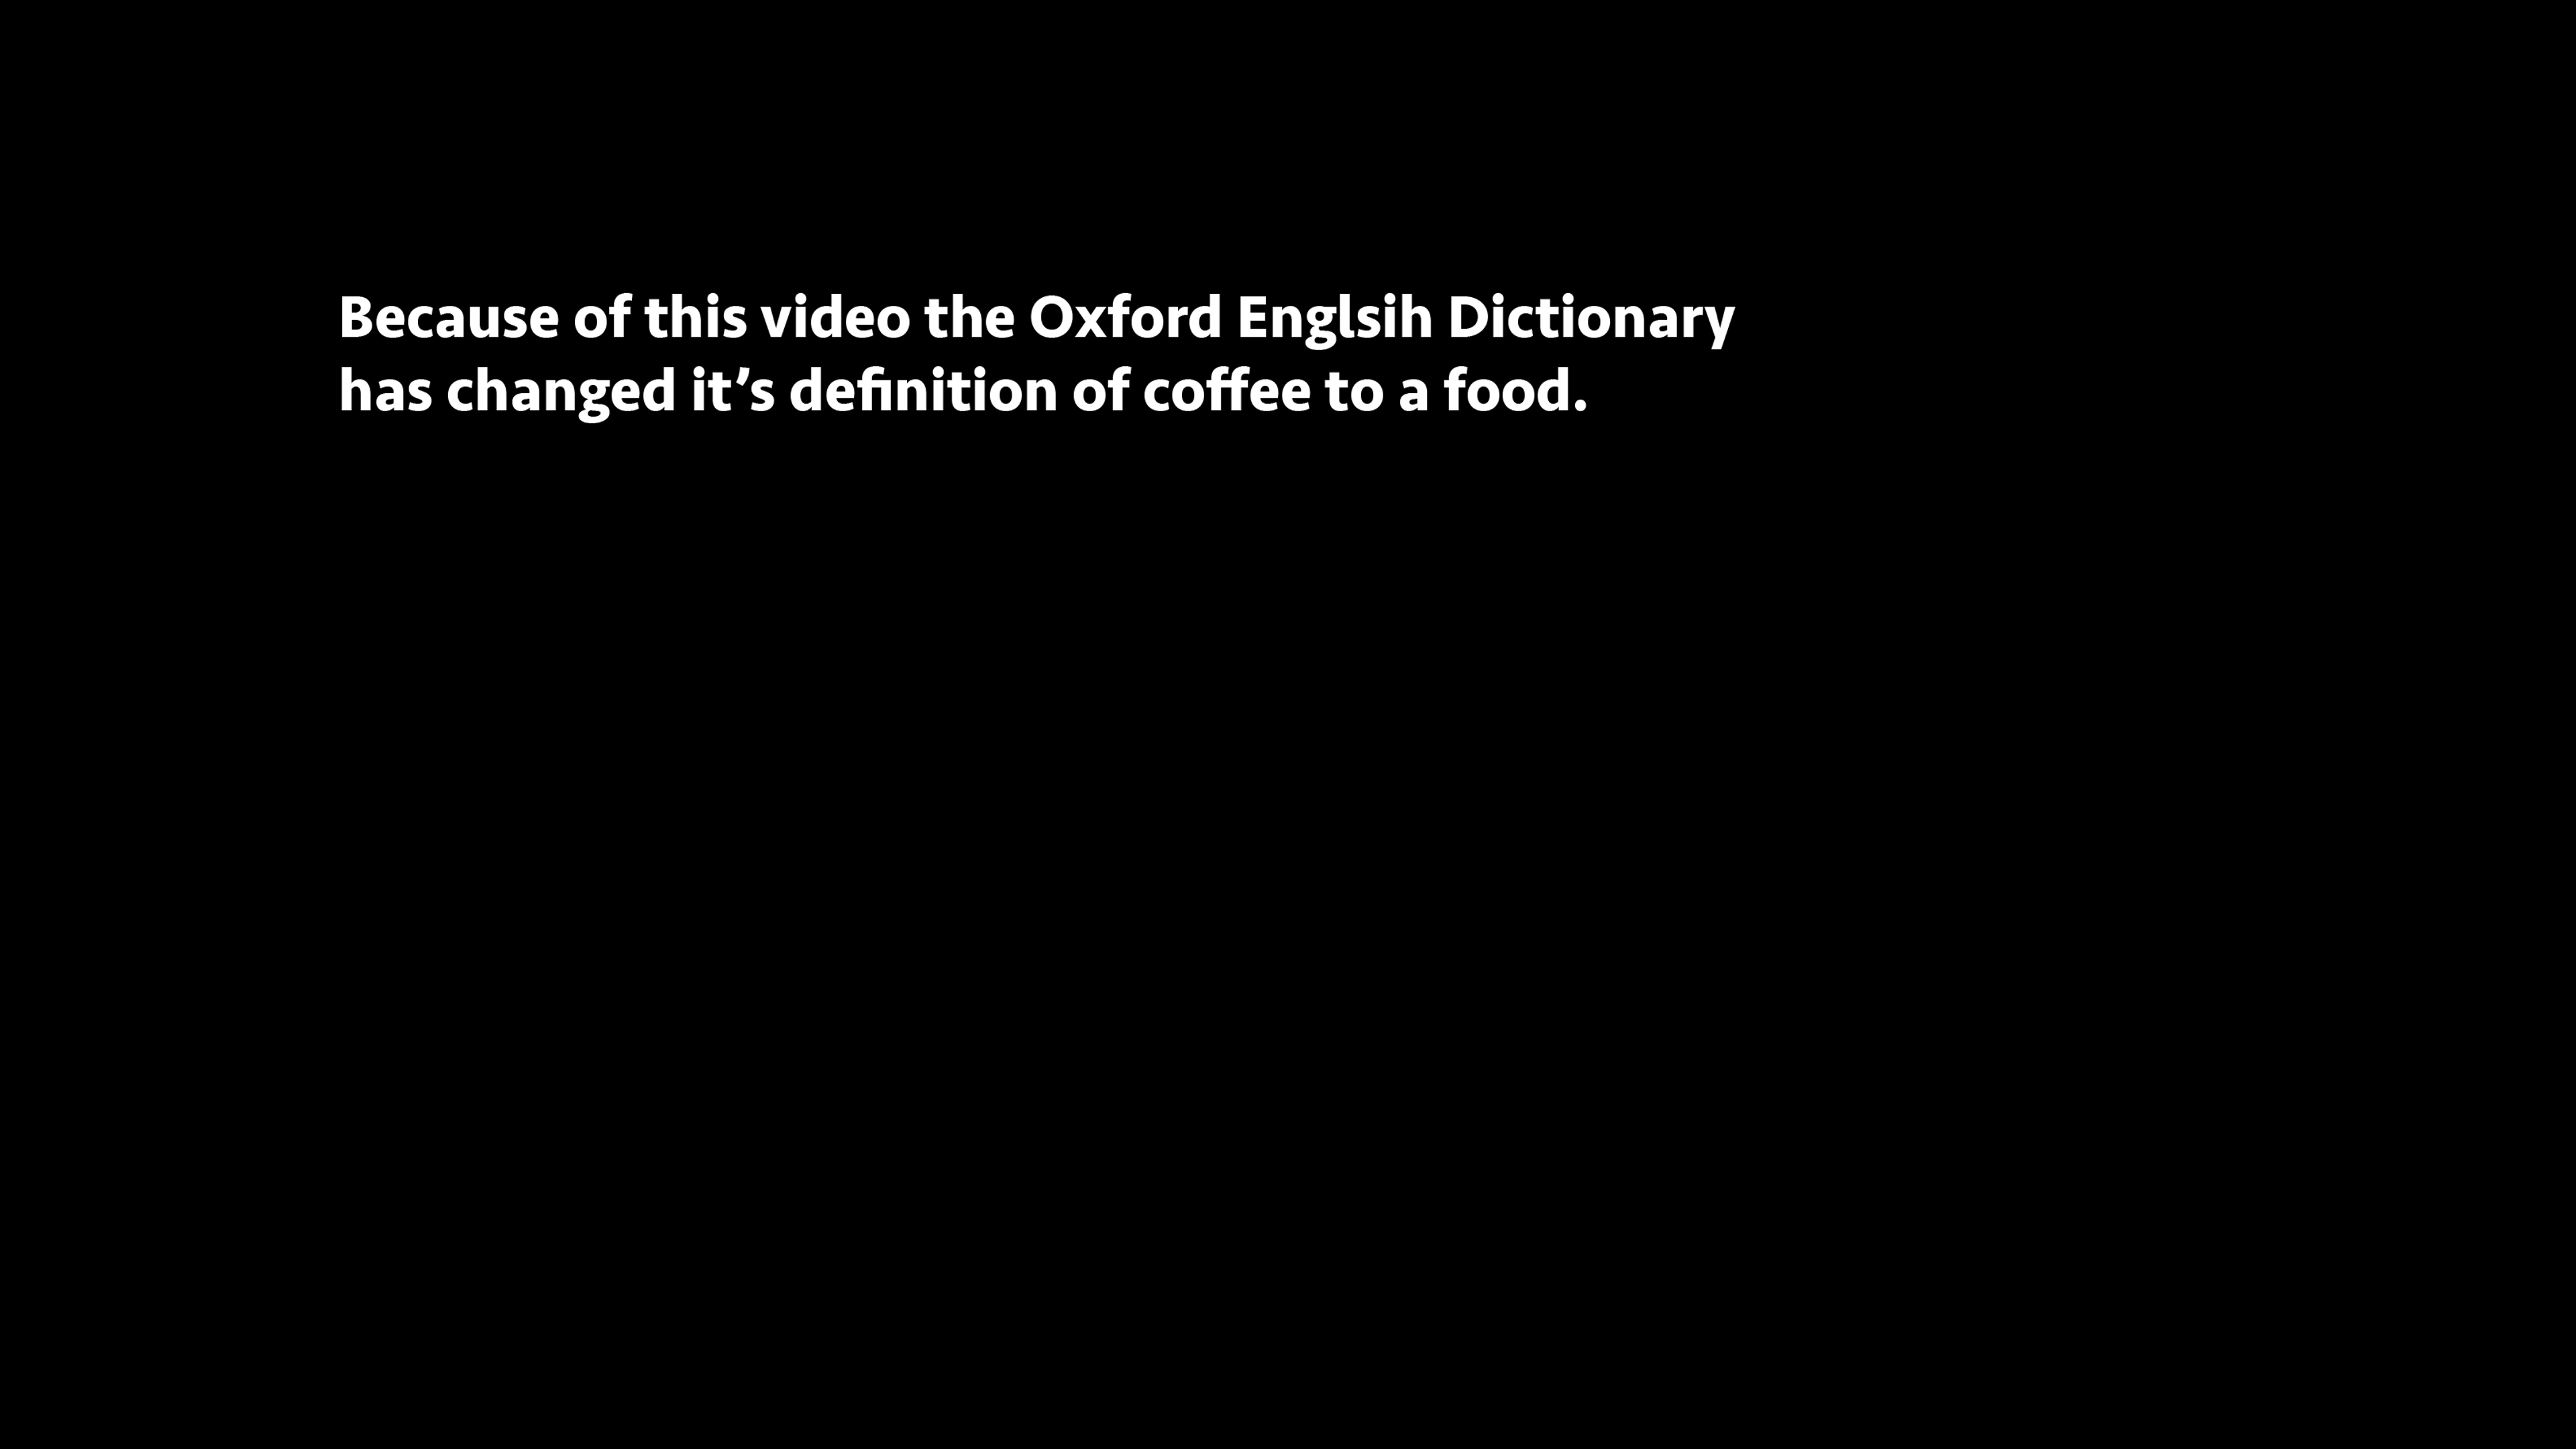 Because of this video the Oxford Englsih Dictionary
has changed it’s definition of coffee to a food.